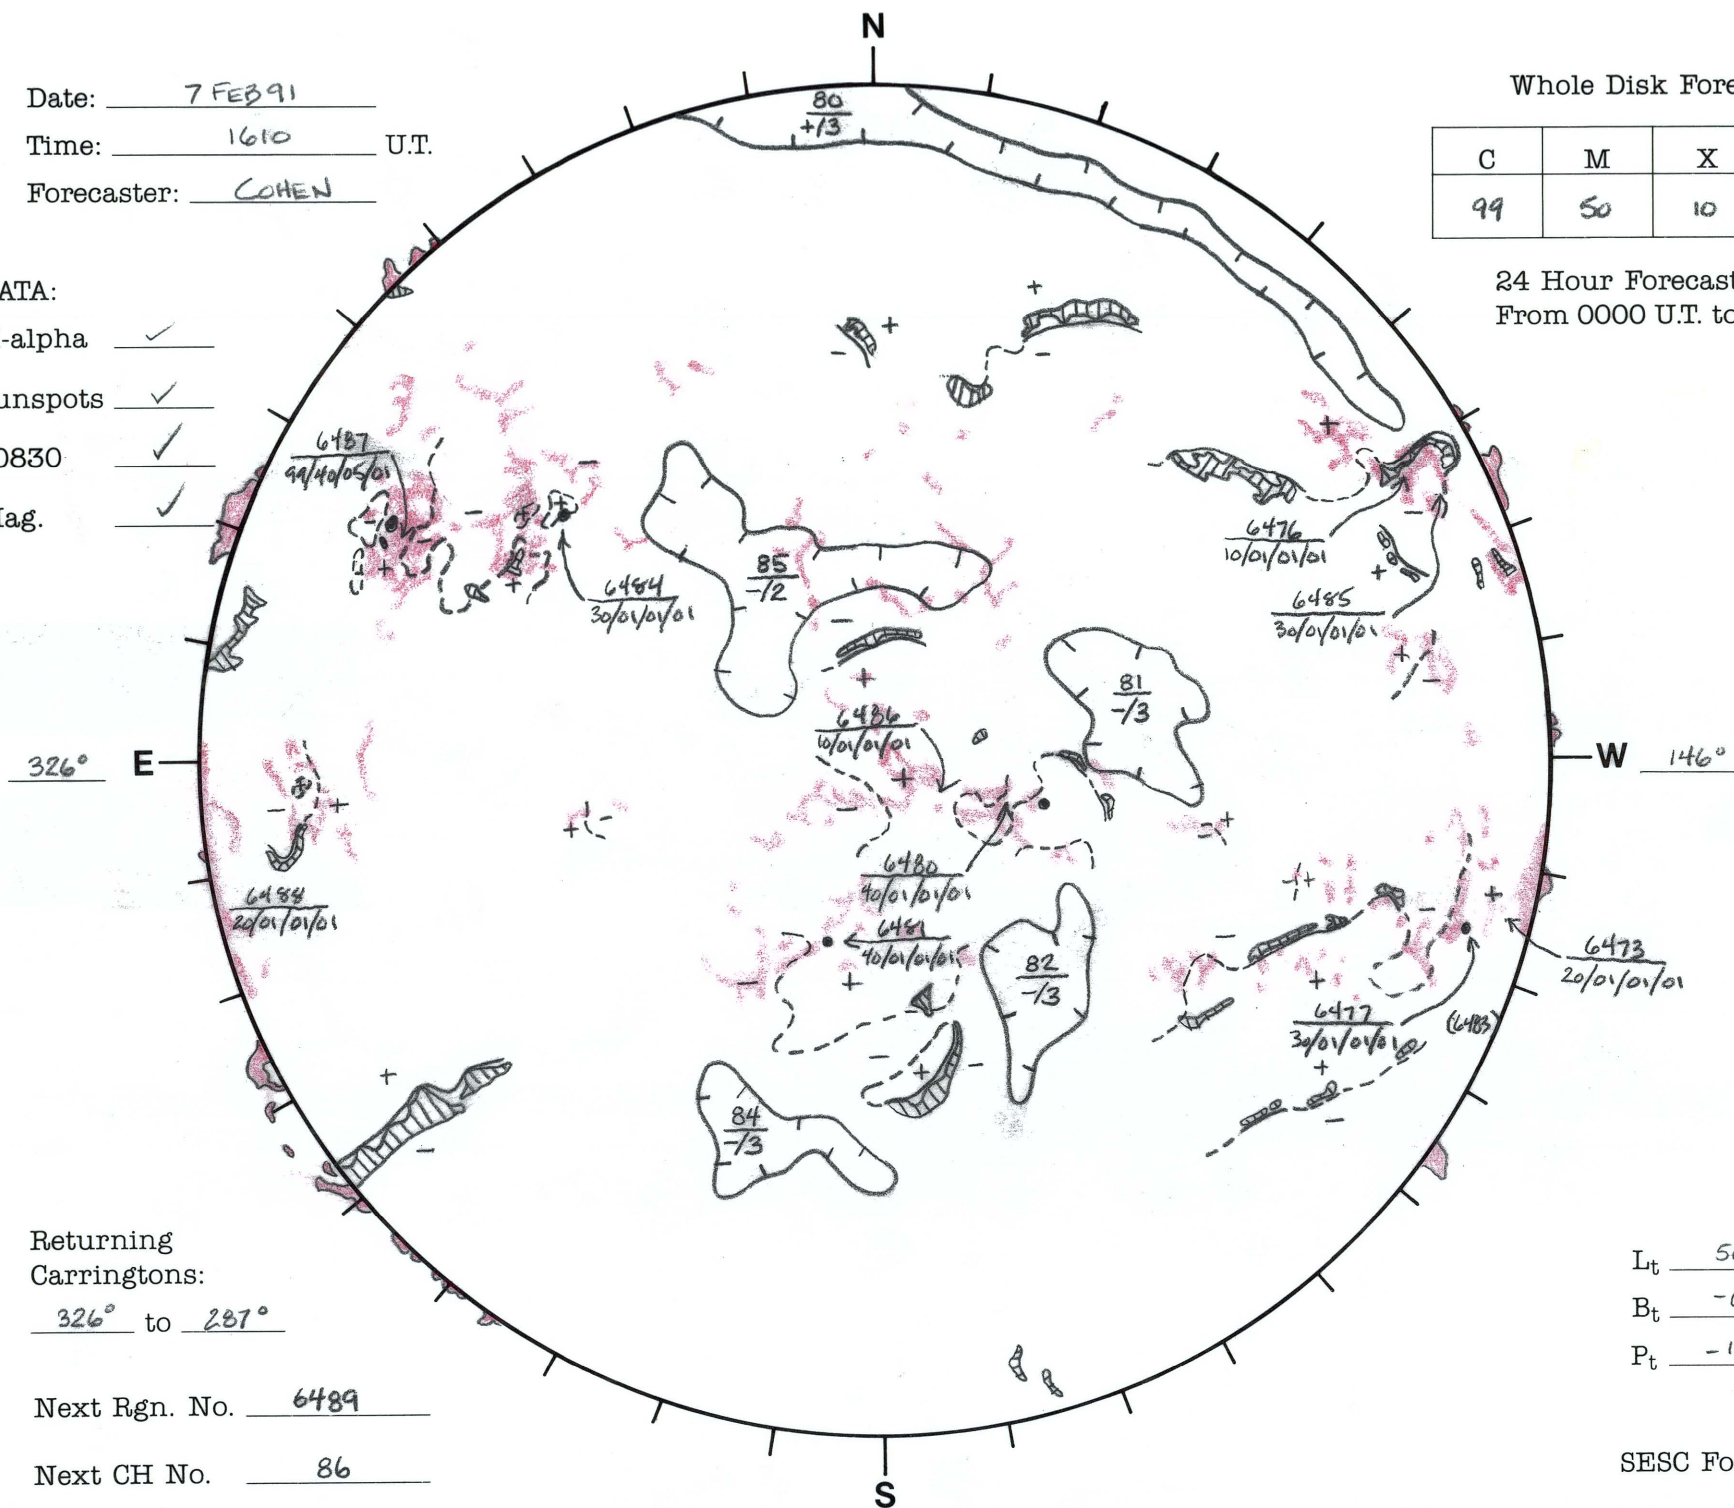 N
Date: 7 FEB 91
Time: 1610 U.T.
Forecaster: COHEN
Whole Disk Fore
C M X
99 50 10
24 Hour Forecast
From 0000 U.T. to
ATA:
-alpha ✓
unspots ✓
0830 ✓
Mag. ✓
80
+/3
+
+
-
-
6487
99/40/05/01
-
-
+
-
+
+
-
+
6484
30/01/01/01
85
-/2
-
+
+
-
6476
10/01/01/01
+
6485
30/01/01/01
+
-
81
-/3
6486
10/01/01/01
+
-
326° E
W 146°
-
+
+
-
-
+
6480
40/01/01/01
6488
20/01/01/01
-
+
+
-
6481
40/01/01/01
-
+
82
-/3
-
+
6473
20/01/01/01
6477
30/01/01/01
(6483)
+
-
-
+
-
+
-
84
-/3
Returning
Carringtons:
326° to 287°
Next Rgn. No. 6489
Next CH No. 86
Lt
Bt
Pt
SESC Fo
S